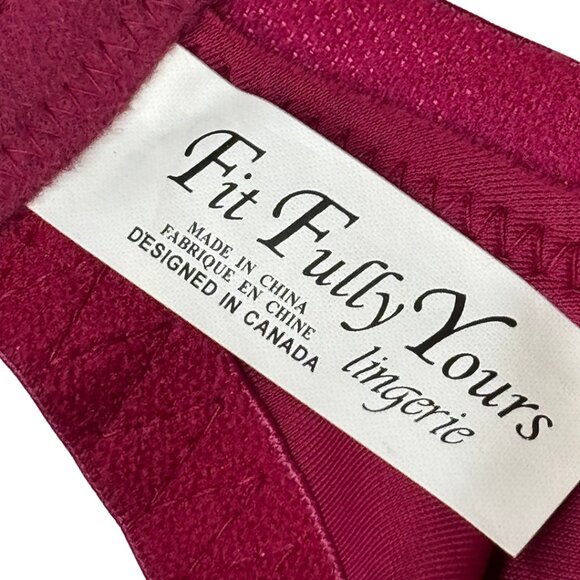 Fit Fully Yours
lingerie
MADE IN CHINA
FABRIQUE EN CHINE
DESIGNED IN CANADA